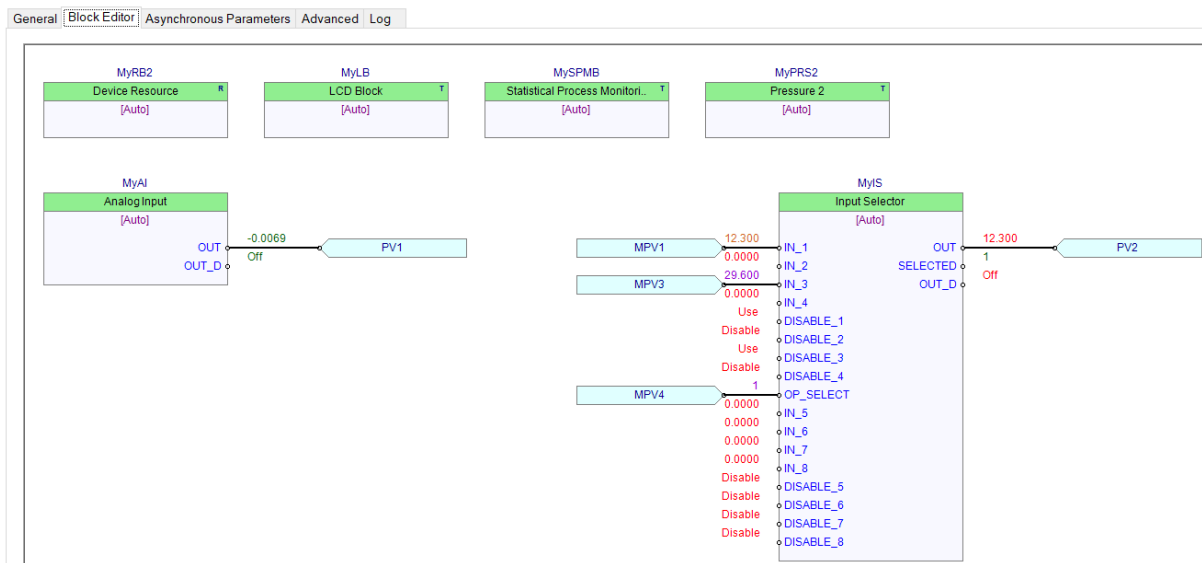 General Block Editor Asynchronous Parameters Advanced Log
MyRB2 MyLB MySPMB MyPRS2
Device Resource R LCD Block T Statistical Process Monitori.. T Pressure 2 T
[Auto] [Auto] [Auto] [Auto]
MyAI MyIS
Analog Input Input Selector
[Auto] [Auto]
OUT -0.0069 PV1 MPV1 12.300 IN_1 OUT 12.300 PV2
OUT_D Off 0.0000 IN_2 SELECTED 1
MPV3 29.600 IN_3 OUT_D Off
0.0000 IN_4
Use DISABLE_1
Disable DISABLE_2
Use DISABLE_3
Disable DISABLE_4
MPV4 1 OP_SELECT
0.0000 IN_5
0.0000 IN_6
0.0000 IN_7
0.0000 IN_8
Disable DISABLE_5
Disable DISABLE_6
Disable DISABLE_7
Disable DISABLE_8